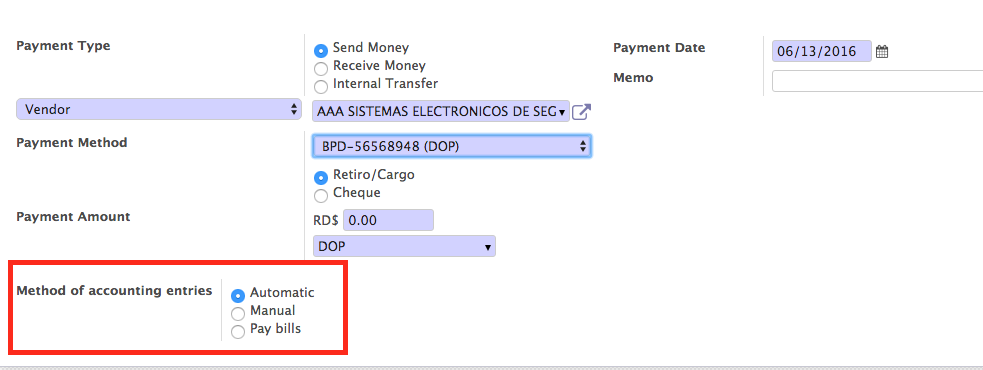 Payment Type
Send Money
Receive Money
Internal Transfer
Payment Date
06/13/2016
Memo
Vendor
AAA SISTEMAS ELECTRONICOS DE SEG
Payment Method
BPD-56568948 (DOP)
Retiro/Cargo
Cheque
Payment Amount
RD$ 0.00
DOP
Method of accounting entries
Automatic
Manual
Pay bills